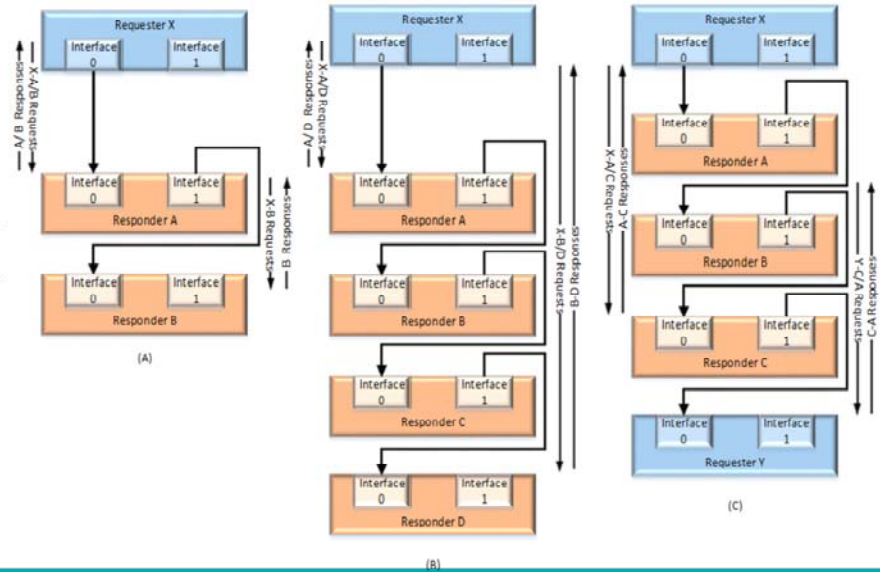 Requester X
Interface
0
Interface
1
A/ B Responses
X-A/B Requests
Interface
0
Interface
1
Responder A
X-B Requests
B Responses
Interface
0
Interface
1
Responder B
(A)
Requester X
Interface
0
Interface
1
A/ D Responses
X-A/D Requests
Interface
0
Interface
1
Responder A
Interface
0
Interface
1
Responder B
Interface
0
Interface
1
Responder C
Interface
0
Interface
1
Responder D
X-B/D Requests
B-D Responses
(B)
Requester X
Interface
0
Interface
1
X-A/C Requests
A-C Responses
Interface
0
Interface
1
Responder A
Interface
0
Interface
1
Responder B
Interface
0
Interface
1
Responder C
Y-C/A Requests
C-A Responses
Interface
0
Interface
1
Requester Y
(C)